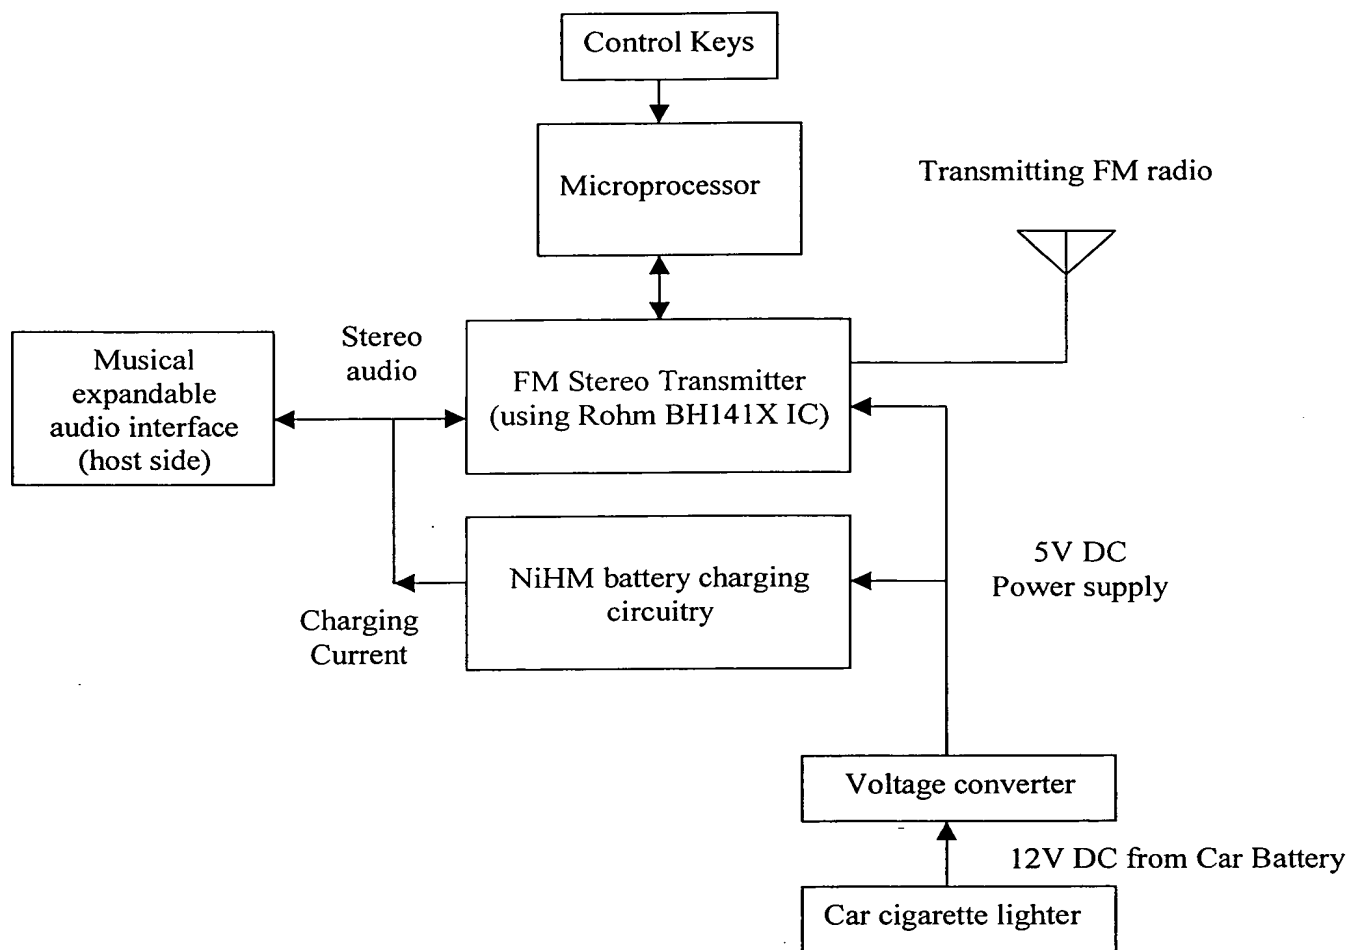 Control Keys
Microprocessor
Transmitting FM radio
Stereo
audio
Musical
expandable
audio interface
(host side)
FM Stereo Transmitter
(using Rohm BH141X IC)
NiHM battery charging
circuitry
5V DC
Power supply
Charging
Current
Voltage converter
12V DC from Car Battery
Car cigarette lighter